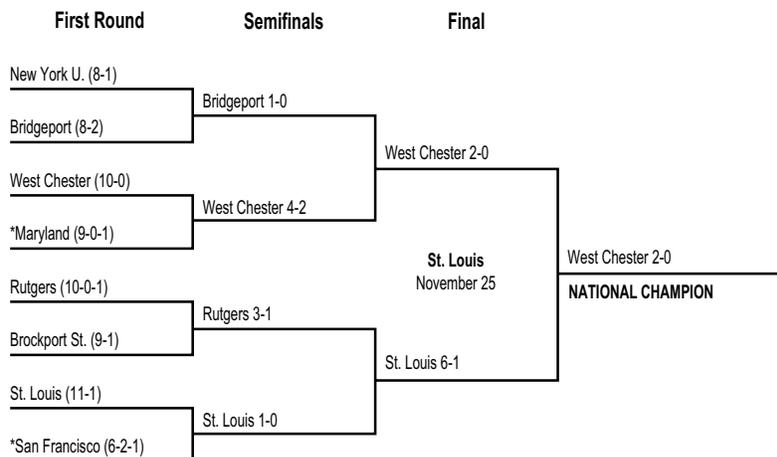 First Round Semifinals Final
New York U. (8-1)
Bridgeport 1-0
Bridgeport (8-2)
West Chester 2-0
West Chester (10-0)
West Chester 4-2
*Maryland (9-0-1)
St. Louis
November 25
West Chester 2-0
NATIONAL CHAMPION
Rutgers (10-0-1)
Rutgers 3-1
Brockport St. (9-1)
St. Louis 6-1
St. Louis (11-1)
St. Louis 1-0
*San Francisco (6-2-1)